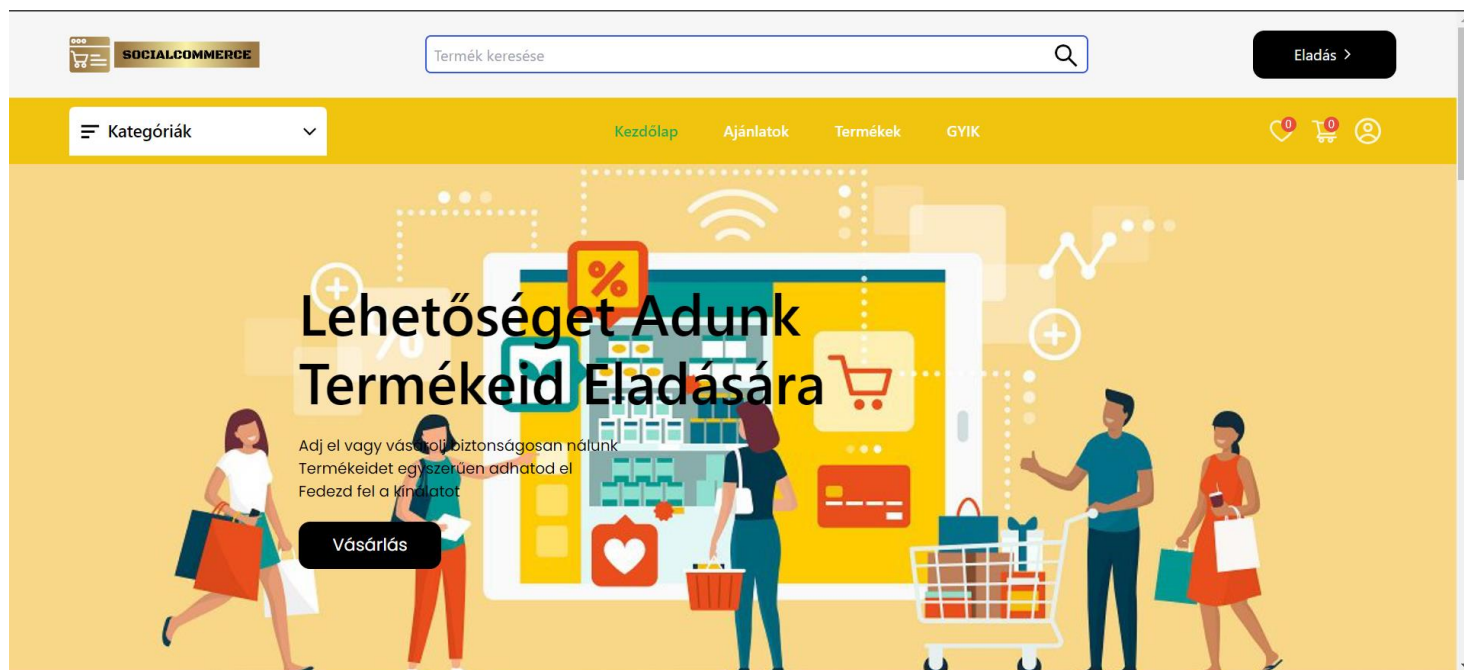 SOCIALCOMMERCE
Termék keresése
Eladás
Kategóriák
Kezdőlap
Ajánlatok
Termékek
GYIK
0
0
%
%
Lehetőséget Adunk
Termékeid Eladására
Adj el vagy vásárolj biztonságosan nálunk
Termékeidet egyszerűen adhatod el
Fedezd fel a kínálatot
Vásárlás